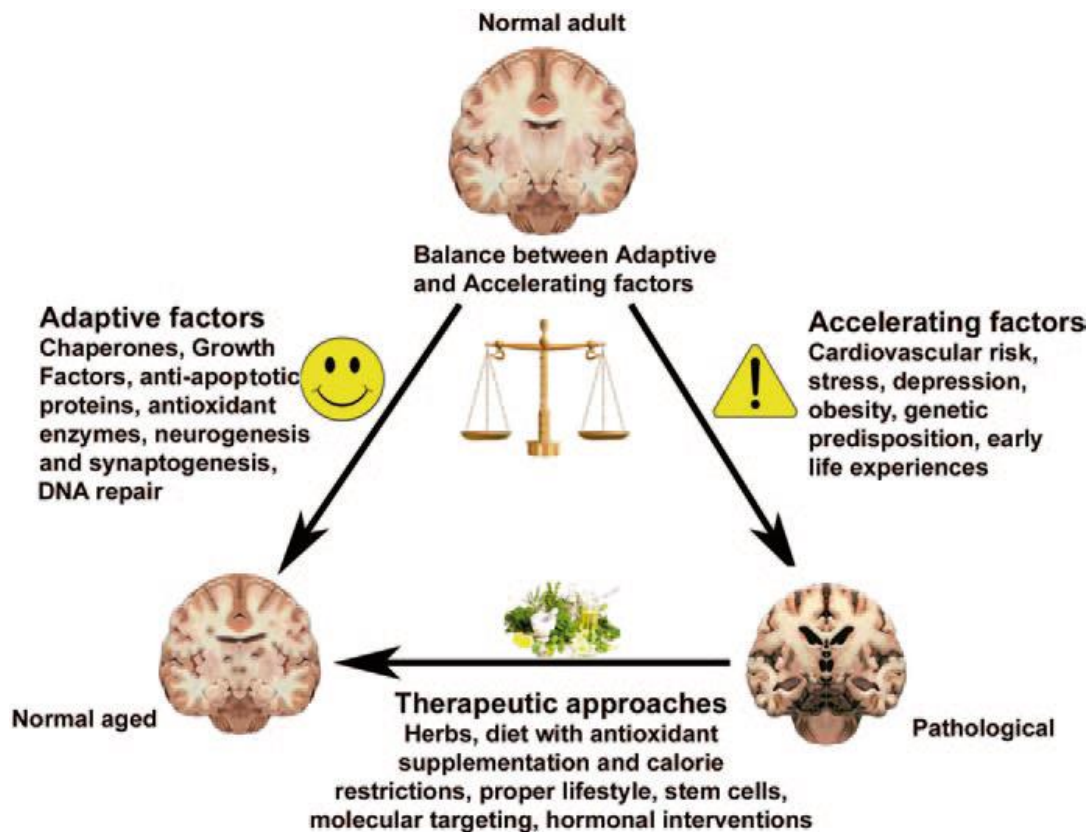 Normal adult
Balance between Adaptive
and Accelerating factors
Adaptive factors
Chaperones, Growth
Factors, anti-apoptotic
proteins, antioxidant
enzymes, neurogenesis
and synaptogenesis,
DNA repair
Accelerating factors
Cardiovascular risk,
stress, depression,
obesity, genetic
predisposition, early
life experiences
Normal aged
Pathological
Therapeutic approaches
Herbs, diet with antioxidant
supplementation and calorie
restrictions, proper lifestyle, stem cells,
molecular targeting, hormonal interventions